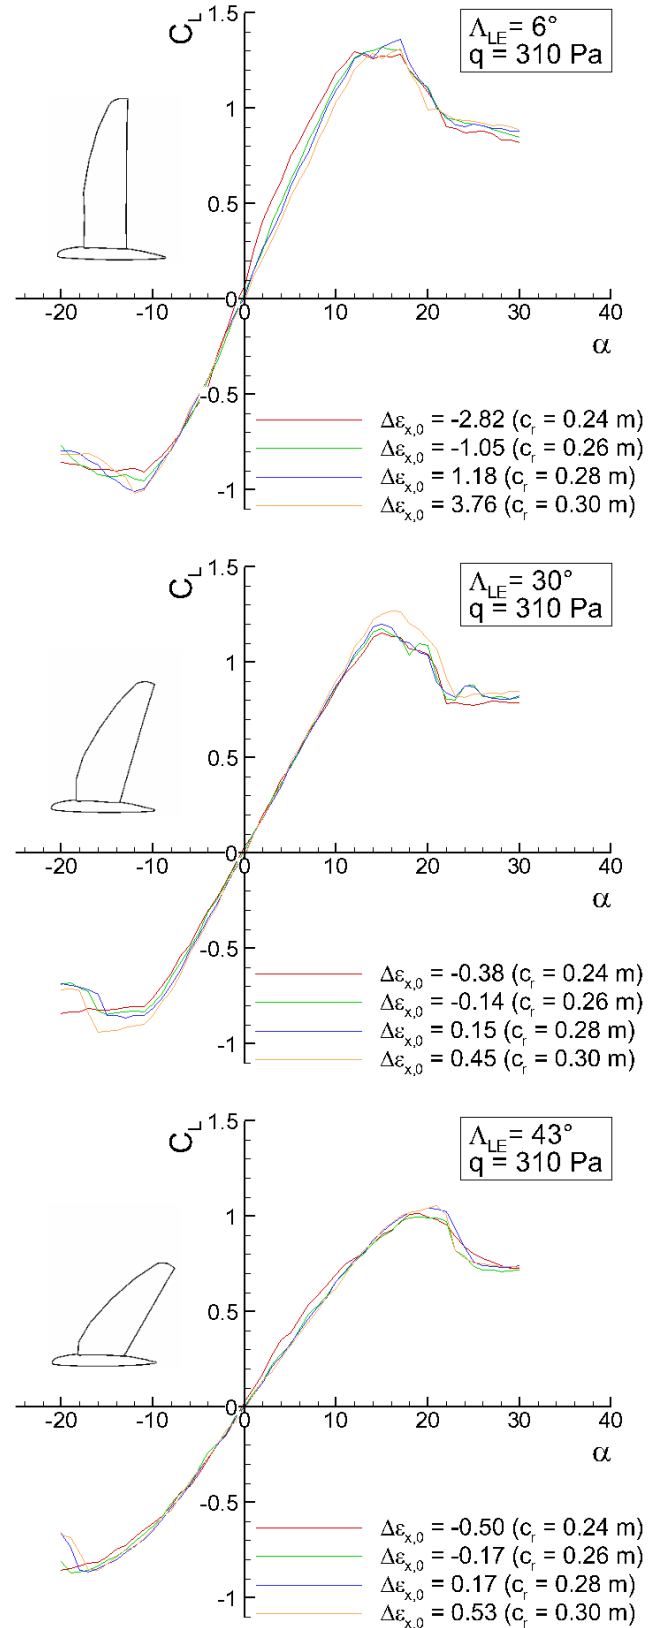 C_L
Λ_LE = 6°
q = 310 Pa
1.5
1
0.5
0
-20 -10 0 10 20 30 40
α
-0.5
-1
Δε_x,0 = -2.82 (c_r = 0.24 m)
Δε_x,0 = -1.05 (c_r = 0.26 m)
Δε_x,0 = 1.18 (c_r = 0.28 m)
Δε_x,0 = 3.76 (c_r = 0.30 m)
C_L
Λ_LE = 30°
q = 310 Pa
1.5
1
0.5
0
-20 -10 0 10 20 30 40
α
-0.5
-1
Δε_x,0 = -0.38 (c_r = 0.24 m)
Δε_x,0 = -0.14 (c_r = 0.26 m)
Δε_x,0 = 0.15 (c_r = 0.28 m)
Δε_x,0 = 0.45 (c_r = 0.30 m)
C_L
Λ_LE = 43°
q = 310 Pa
1.5
1
0.5
0
-20 -10 0 10 20 30 40
α
-0.5
-1
Δε_x,0 = -0.50 (c_r = 0.24 m)
Δε_x,0 = -0.17 (c_r = 0.26 m)
Δε_x,0 = 0.17 (c_r = 0.28 m)
Δε_x,0 = 0.53 (c_r = 0.30 m)